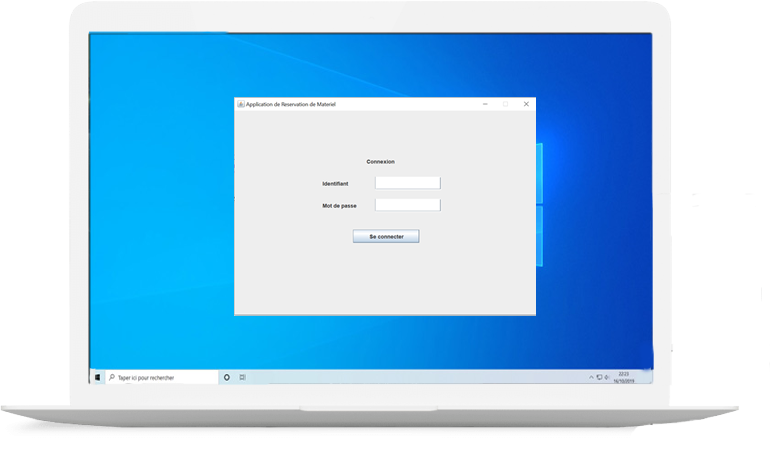 Application de Reservation de Materiel
Connexion
Identifiant
Mot de passe
Se connecter
Taper ici pour rechercher
22:23
16/10/2019